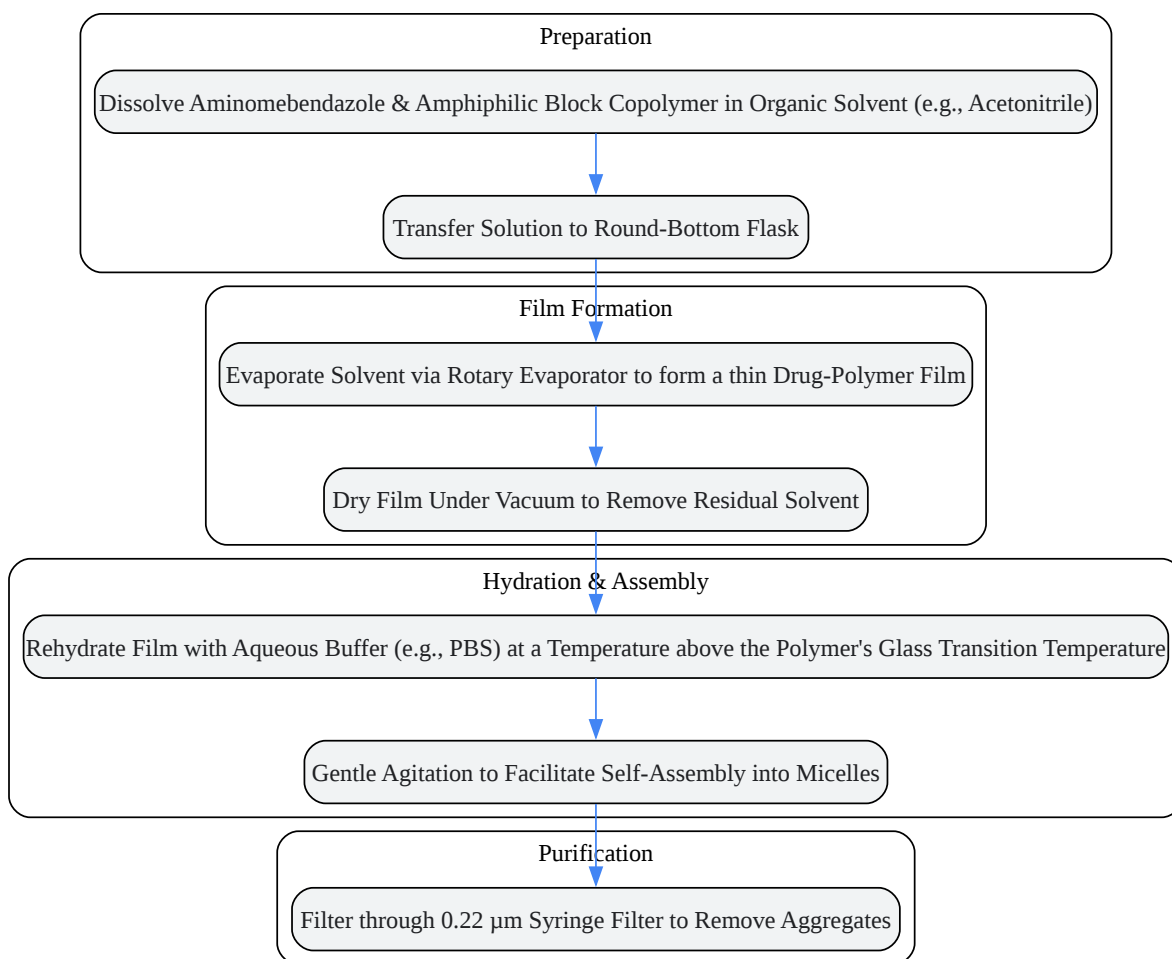 Preparation
Dissolve Aminomebendazole & Amphiphilic Block Copolymer in Organic Solvent (e.g., Acetonitrile)
Transfer Solution to Round-Bottom Flask
Film Formation
Evaporate Solvent via Rotary Evaporator to form a thin Drug-Polymer Film
Dry Film Under Vacuum to Remove Residual Solvent
Hydration & Assembly
Rehydrate Film with Aqueous Buffer (e.g., PBS) at a Temperature above the Polymer's Glass Transition Temperature
Gentle Agitation to Facilitate Self-Assembly into Micelles
Purification
Filter through 0.22 µm Syringe Filter to Remove Aggregates